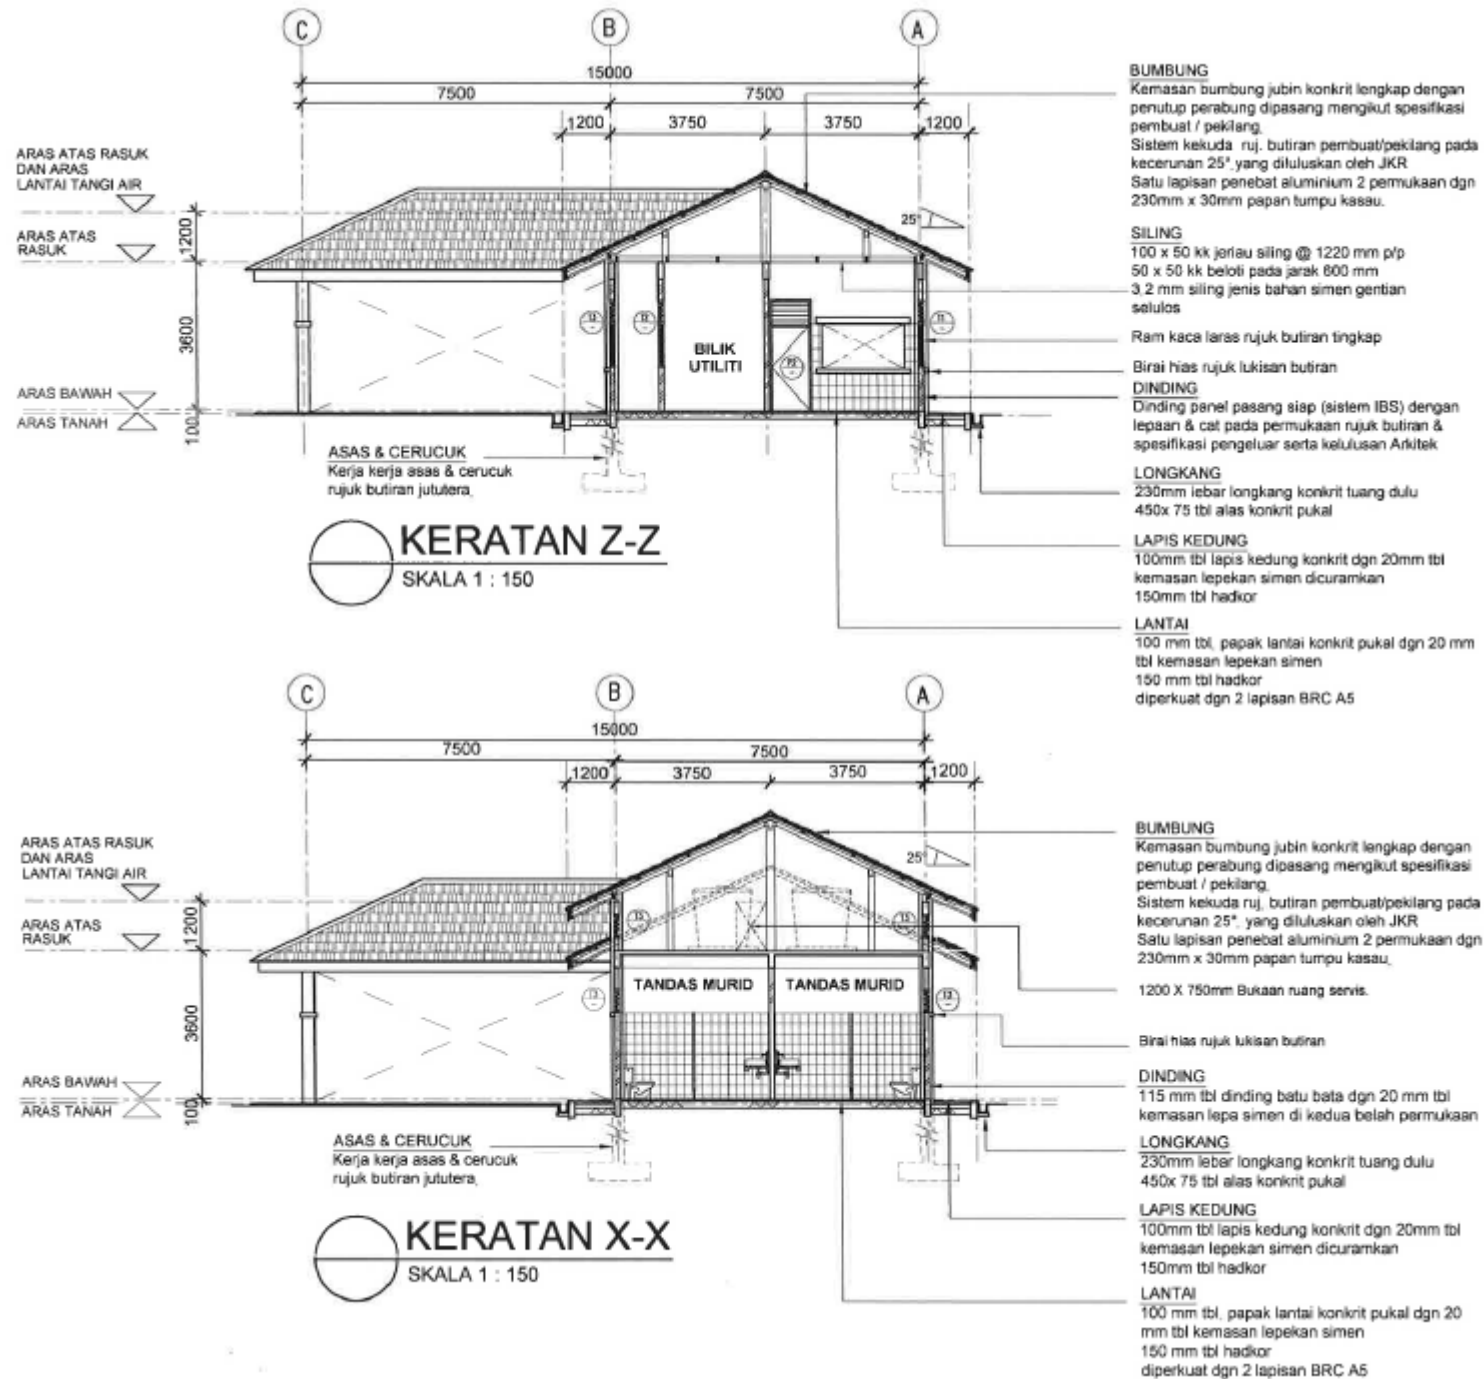 C
B
A
15000
7500
7500
1200
3750
3750
1200
ARAS ATAS RASUK
DAN ARAS
LANTAI TANGI AIR
ARAS ATAS
RASUK
1200
3600
ARAS BAWAH
ARAS TANAH
100
25°
BILIK
UTILITI
ASAS & CERUCUK
Kerja kerja asas & cerucuk
rujuk butiran jututera.
KERATAN Z-Z
SKALA 1 : 150
BUMBUNG
Kemasan bumbung jubin konkrit lengkap dengan
penutup perabung dipasang mengikut spesifikasi
pembuat / pekilang.
Sistem kekuda ruj. butiran pembuat/pekilang pada
kecerunan 25°, yang diluluskan oleh JKR
Satu lapisan penebat aluminium 2 permukaan dgn
230mm x 30mm papan tumpu kasau.
SILING
100 x 50 kk jeriau siling @ 1220 mm p/p
50 x 50 kk beloti pada jarak 600 mm
3.2 mm siling jenis bahan simen gentian
selulos
Ram kaca laras rujuk butiran tingkap
Birai hias rujuk lukisan butiran
DINDING
Dinding panel pasang siap (sistem IBS) dengan
lepaan & cat pada permukaan rujuk butiran &
spesifikasi pengeluar serta kelulusan Arkitek
LONGKANG
230mm lebar longkang konkrit tuang dulu
450x 75 tbl alas konkrit pukal
LAPIS KEDUNG
100mm tbl lapis kedung konkrit dgn 20mm tbl
kemasan lepekan simen dicuramkan
150mm tbl hadkor
LANTAI
100 mm tbl. papak lantai konkrit pukal dgn 20 mm
tbl kemasan lepekan simen
150 mm tbl hadkor
diperkuat dgn 2 lapisan BRC A5
C
B
A
15000
7500
7500
1200
3750
3750
1200
ARAS ATAS RASUK
DAN ARAS
LANTAI TANGI AIR
ARAS ATAS
RASUK
1200
3600
ARAS BAWAH
ARAS TANAH
100
25°
TANDAS MURID
TANDAS MURID
ASAS & CERUCUK
Kerja kerja asas & cerucuk
rujuk butiran jututera.
KERATAN X-X
SKALA 1 : 150
BUMBUNG
Kemasan bumbung jubin konkrit lengkap dengan
penutup perabung dipasang mengikut spesifikasi
pembuat / pekilang.
Sistem kekuda ruj. butiran pembuat/pekilang pada
kecerunan 25°, yang diluluskan oleh JKR
Satu lapisan penebat aluminium 2 permukaan dgn
230mm x 30mm papan tumpu kasau.
1200 X 750mm Bukaan ruang servis.
Birai hias rujuk lukisan butiran
DINDING
115 mm tbl dinding batu bata dgn 20 mm tbl
kemasan lepa simen di kedua belah permukaan
LONGKANG
230mm lebar longkang konkrit tuang dulu
450x 75 tbl alas konkrit pukal
LAPIS KEDUNG
100mm tbl lapis kedung konkrit dgn 20mm tbl
kemasan lepekan simen dicuramkan
150mm tbl hadkor
LANTAI
100 mm tbl. papak lantai konkrit pukal dgn 20
mm tbl kemasan lepekan simen
150 mm tbl hadkor
diperkuat dgn 2 lapisan BRC A5